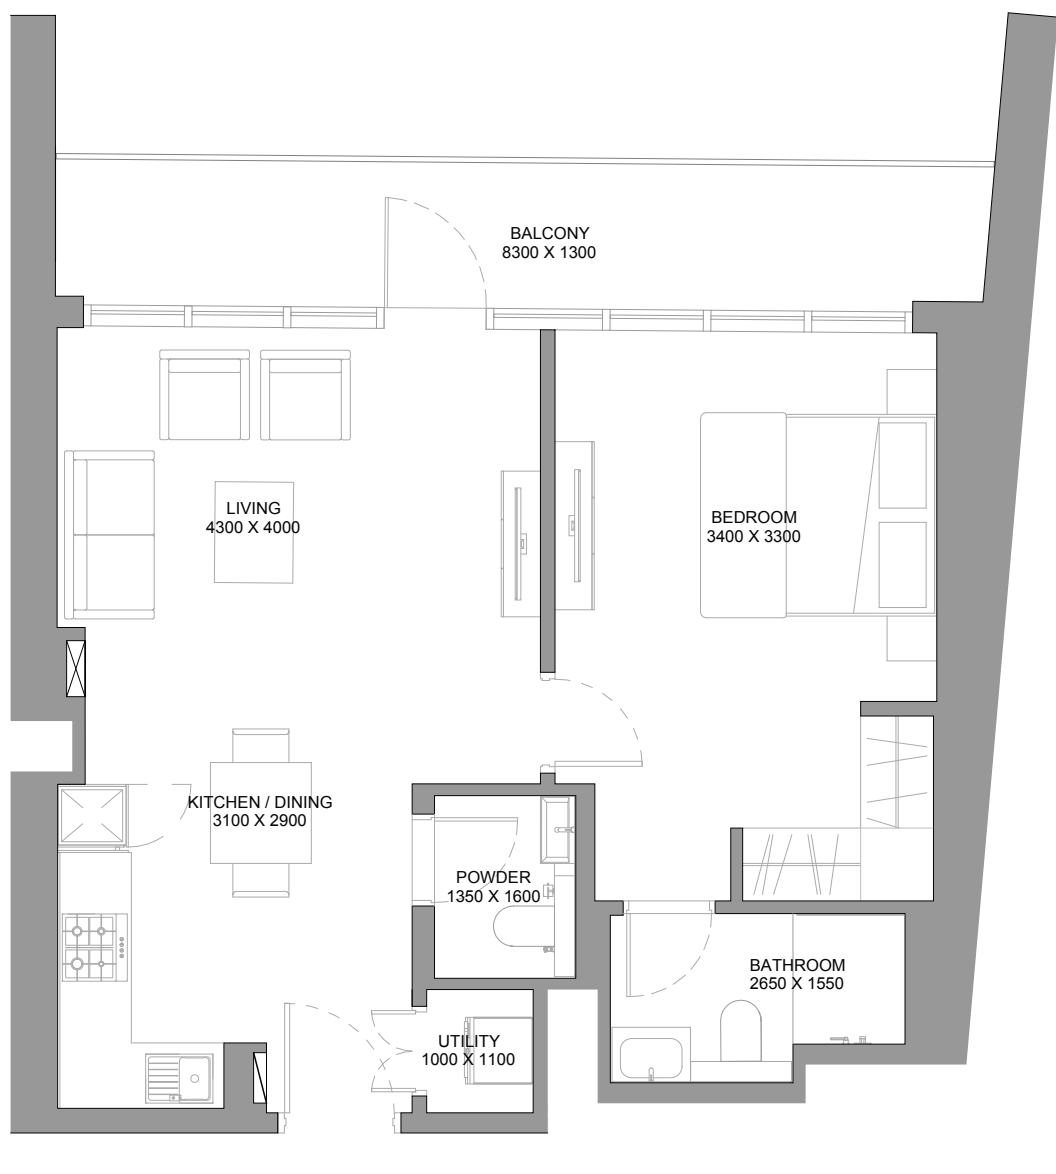 BALCONY
8300 X 1300
LIVING
4300 X 4000
BEDROOM
3400 X 3300
KITCHEN / DINING
3100 X 2900
POWDER
1350 X 1600
BATHROOM
2650 X 1550
UTILITY
1000 X 1100